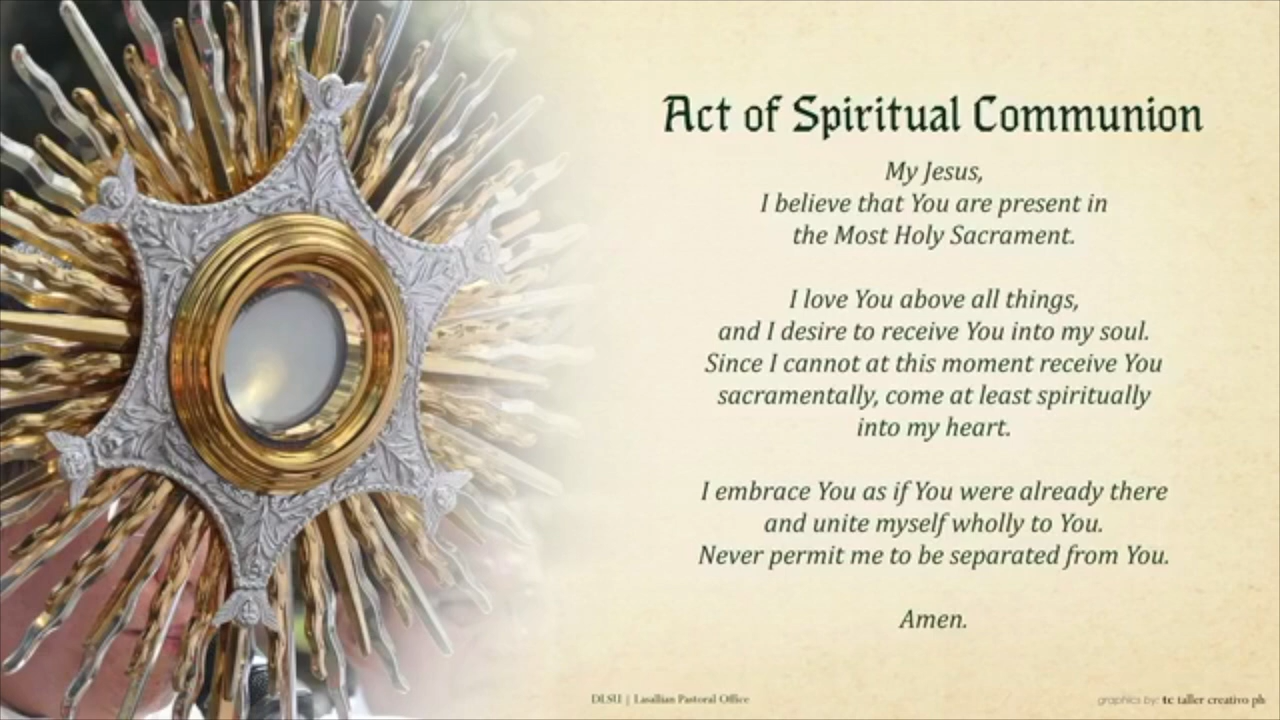 Act of Spiritual Communion
My Jesus,
I believe that You are present in
the Most Holy Sacrament.
I love You above all things,
and I desire to receive You into my soul.
Since I cannot at this moment receive You
sacramentally, come at least spiritually
into my heart.
I embrace You as if You were already there
and unite myself wholly to You.
Never permit me to be separated from You.
Amen.
DLSU | Lasallian Pastoral Office
graphics by: tc taller creativo ph